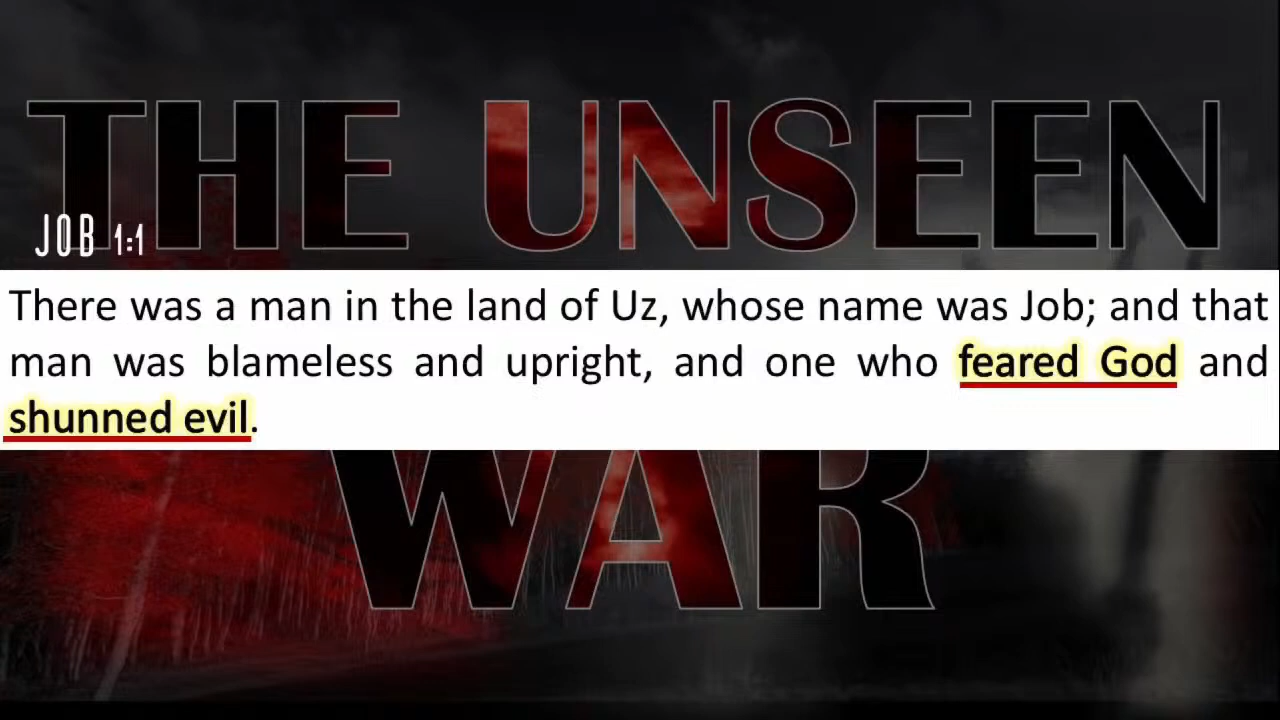 THE UNSEEN
JOB 1:1
There was a man in the land of Uz, whose name was Job; and that
man was blameless and upright, and one who feared God and
shunned evil.
WAR